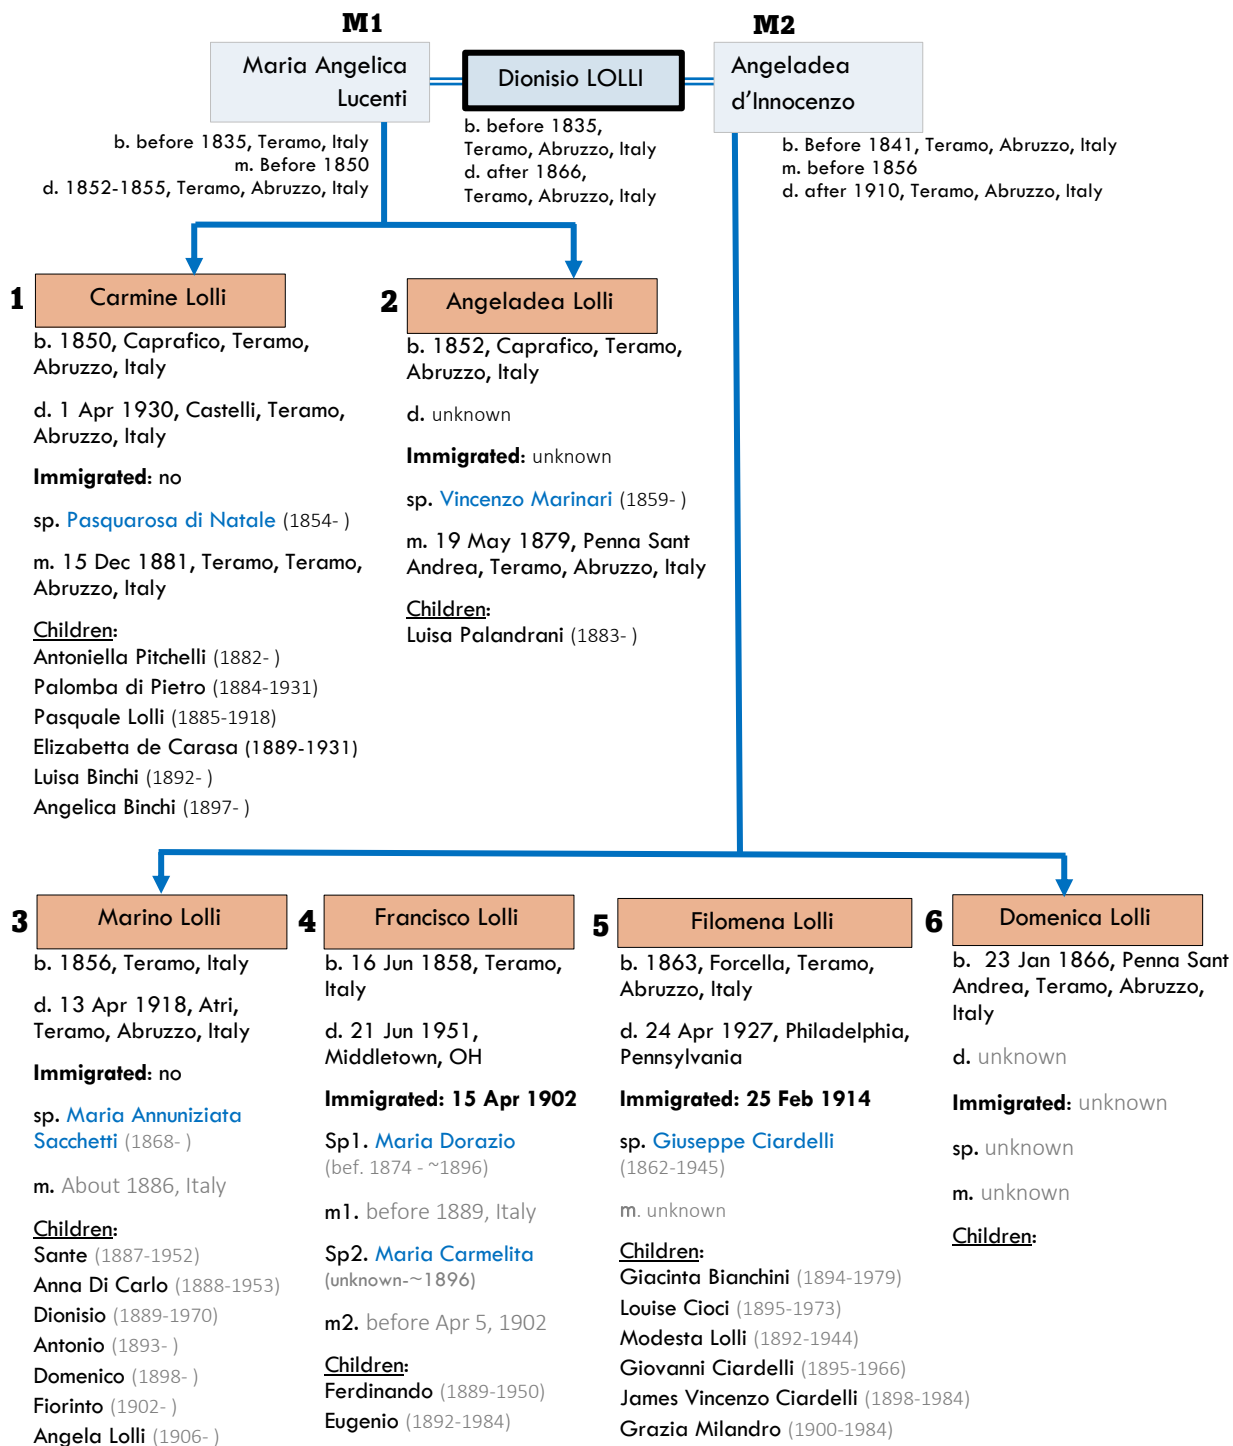 M1
M2
Maria Angelica
Lucenti
Dionisio LOLLI
Angeladea
d'Innocenzo
b. before 1835, Teramo, Italy
m. Before 1850
d. 1852-1855, Teramo, Abruzzo, Italy
b. before 1835,
Teramo, Abruzzo, Italy
d. after 1866,
Teramo, Abruzzo, Italy
b. Before 1841, Teramo, Abruzzo, Italy
m. before 1856
d. after 1910, Teramo, Abruzzo, Italy
1
Carmine Lolli
b. 1850, Caprafico, Teramo,
Abruzzo, Italy
d. 1 Apr 1930, Castelli, Teramo,
Abruzzo, Italy
Immigrated: no
sp. Pasquarosa di Natale (1854- )
m. 15 Dec 1881, Teramo, Teramo,
Abruzzo, Italy
Children:
Antoniella Pitchelli (1882- )
Palomba di Pietro (1884-1931)
Pasquale Lolli (1885-1918)
Elizabetta de Carasa (1889-1931)
Luisa Binchi (1892- )
Angelica Binchi (1897- )
2
Angeladea Lolli
b. 1852, Caprafico, Teramo,
Abruzzo, Italy
d. unknown
Immigrated: unknown
sp. Vincenzo Marinari (1859- )
m. 19 May 1879, Penna Sant
Andrea, Teramo, Abruzzo, Italy
Children:
Luisa Palandrani (1883- )
3
Marino Lolli
b. 1856, Teramo, Italy
d. 13 Apr 1918, Atri,
Teramo, Abruzzo, Italy
Immigrated: no
sp. Maria Annuniziata
Sacchetti (1868- )
m. About 1886, Italy
Children:
Sante (1887-1952)
Anna Di Carlo (1888-1953)
Dionisio (1889-1970)
Antonio (1893- )
Domenico (1898- )
Fiorinto (1902- )
Angela Lolli (1906- )
4
Francisco Lolli
b. 16 Jun 1858, Teramo,
Italy
d. 21 Jun 1951,
Middletown, OH
Immigrated: 15 Apr 1902
Sp1. Maria Dorazio
(bef. 1874 - ~1896)
m1. before 1889, Italy
Sp2. Maria Carmelita
(unknown-~1896)
m2. before Apr 5, 1902
Children:
Ferdinando (1889-1950)
Eugenio (1892-1984)
5
Filomena Lolli
b. 1863, Forcella, Teramo,
Abruzzo, Italy
d. 24 Apr 1927, Philadelphia,
Pennsylvania
Immigrated: 25 Feb 1914
sp. Giuseppe Ciardelli
(1862-1945)
m. unknown
Children:
Giacinta Bianchini (1894-1979)
Louise Cioci (1895-1973)
Modesta Lolli (1892-1944)
Giovanni Ciardelli (1895-1966)
James Vincenzo Ciardelli (1898-1984)
Grazia Milandro (1900-1984)
6
Domenica Lolli
b. 23 Jan 1866, Penna Sant
Andrea, Teramo, Abruzzo,
Italy
d. unknown
Immigrated: unknown
sp. unknown
m. unknown
Children: